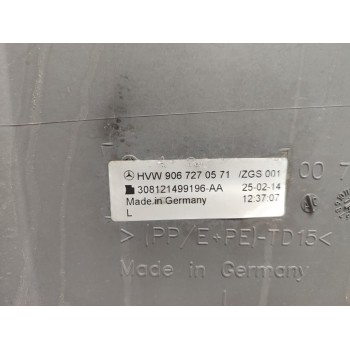 HVW 906 727 05 71 /ZGS 001
308121499196-AA 25-02-14
Made in Germany 12:37:07
L
>(PP/E+PE)-TD15<
Made in Germany